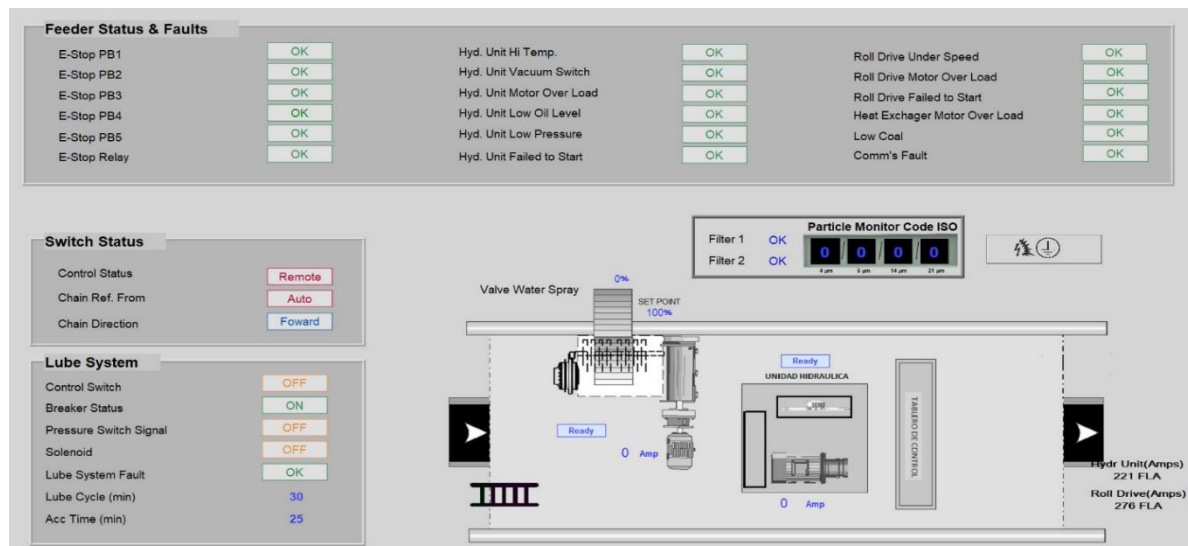 Feeder Status & Faults
E-Stop PB1 OK
E-Stop PB2 OK
E-Stop PB3 OK
E-Stop PB4 OK
E-Stop PB5 OK
E-Stop Relay OK
Hyd. Unit Hi Temp. OK
Hyd. Unit Vacuum Switch OK
Hyd. Unit Motor Over Load OK
Hyd. Unit Low Oil Level OK
Hyd. Unit Low Pressure OK
Hyd. Unit Failed to Start OK
Roll Drive Under Speed OK
Roll Drive Motor Over Load OK
Roll Drive Failed to Start OK
Heat Exchager Motor Over Load OK
Low Coal OK
Comm's Fault OK
Switch Status
Control Status Remote
Chain Ref. From Auto
Chain Direction Foward
Lube System
Control Switch OFF
Breaker Status ON
Pressure Switch Signal OFF
Solenoid OFF
Lube System Fault OK
Lube Cycle (min) 30
Acc Time (min) 25
Particle Monitor Code ISO
Filter 1 OK
Filter 2 OK
0 / 0 / 0 / 0
4 µm 6 µm 14 µm 21 µm
Valve Water Spray
0%
SET POINT
100%
Ready
0 Amp
Ready
UNIDAD HIDRAULICA
0 Amp
TABLERO DE CONTROL
Hydr Unit(Amps)
221 FLA
Roll Drive(Amps)
276 FLA